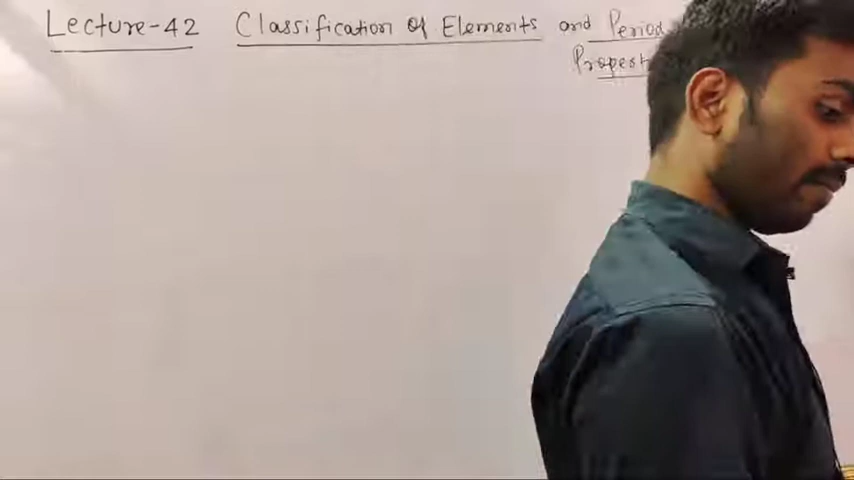 Lecture-42 Classification of Elements and Period
Propert